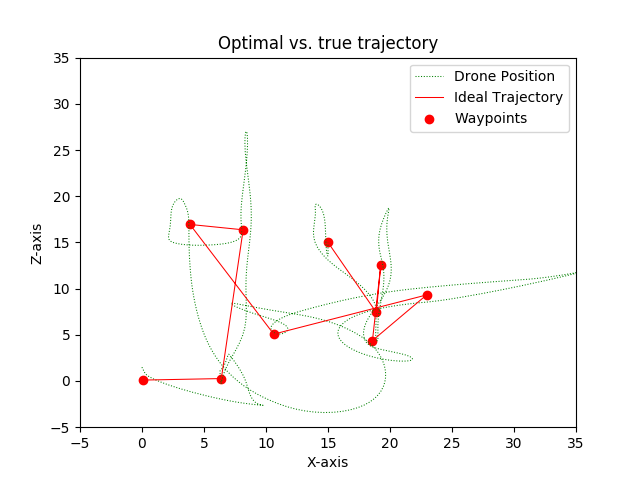 Optimal vs. true trajectory
Drone Position
Ideal Trajectory
Waypoints
35
30
25
20
15
10
5
0
−5
Z-axis
−5 0 5 10 15 20 25 30 35
X-axis